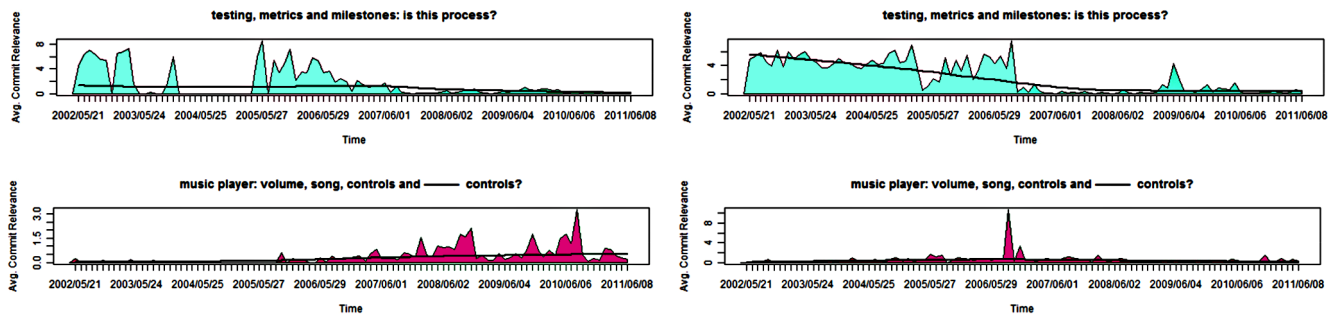 testing, metrics and milestones: is this process?
Avg. Commit Relevance
8
4
0
2002/05/21 2003/05/24 2004/05/25 2005/05/27 2006/05/29 2007/06/01 2008/06/02 2009/06/04 2010/06/06 2011/06/08
Time
testing, metrics and milestones: is this process?
Avg. Commit Relevance
4
0
2002/05/21 2003/05/24 2004/05/25 2005/05/27 2006/05/29 2007/06/01 2008/06/02 2009/06/04 2010/06/06 2011/06/08
Time
music player: volume, song, controls and —— controls?
Avg. Commit Relevance
3.0
1.5
0.0
2002/05/21 2003/05/24 2004/05/25 2005/05/27 2006/05/29 2007/06/01 2008/06/02 2009/06/04 2010/06/06 2011/06/08
Time
music player: volume, song, controls and —— controls?
Avg. Commit Relevance
8
4
0
2002/05/21 2003/05/24 2004/05/25 2005/05/27 2006/05/29 2007/06/01 2008/06/02 2009/06/04 2010/06/06 2011/06/08
Time